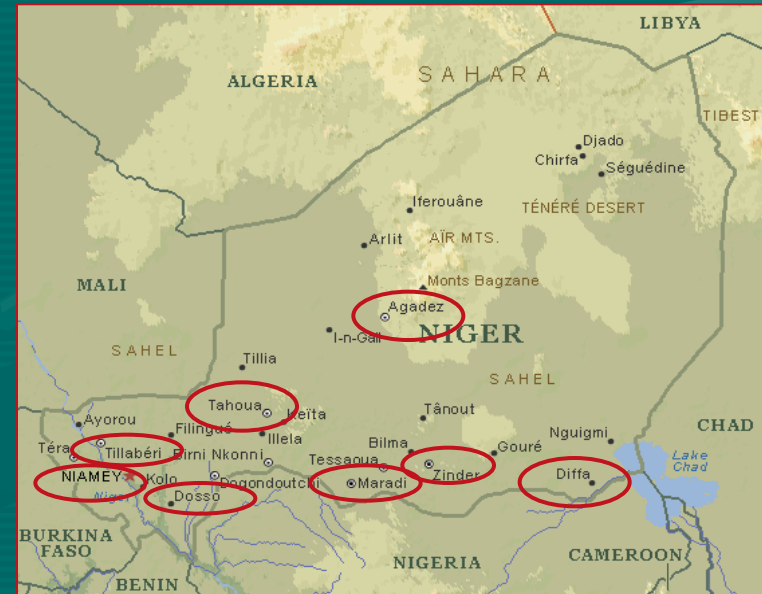 LIBYA
SAHARA
ALGERIA
TIBEST
Djado
Chirfa
Séguédine
Iferouâne
TÉNÉRÉ DESERT
Arlit
AÏR MTS.
MALI
Monts Bagzane
Agadez
I-n-Gall
NIGER
SAHEL
Tillia
SAHEL
Tahoua
Keïta
Tânout
Ayorou
Filingué
Illela
CHAD
Téra
Tillabéri
Birni Nkonni
Tessaoua
Bilma
Gouré
Nguigmi
Lake
Chad
NIAMEY
Kolo
Dogondoutchi
Maradi
Zinder
Diffa
Niger
Dosso
BURKINA
FASO
NIGERIA
CAMEROON
BENIN